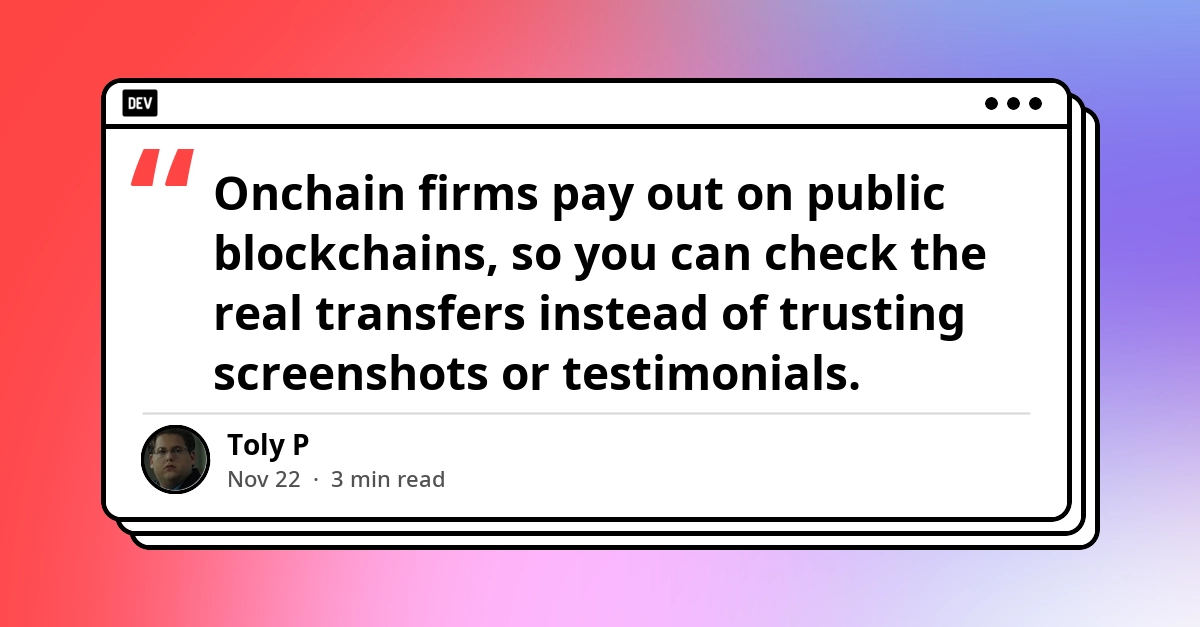 DEV
“ Onchain firms pay out on public
blockchains, so you can check the
real transfers instead of trusting
screenshots or testimonials.
Toly P
Nov 22 · 3 min read